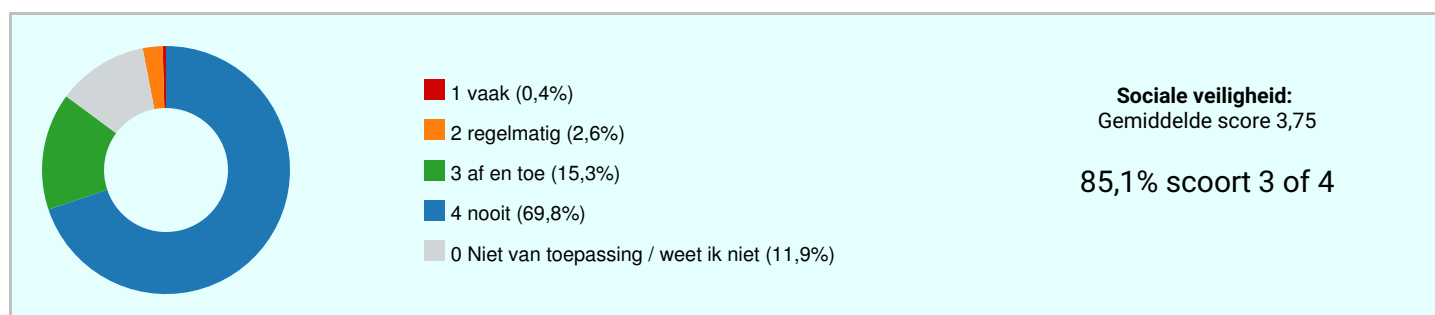 1 vaak (0,4%)
2 regelmatig (2,6%)
3 af en toe (15,3%)
4 nooit (69,8%)
0 Niet van toepassing / weet ik niet (11,9%)
Sociale veiligheid:
Gemiddelde score 3,75
85,1% scoort 3 of 4